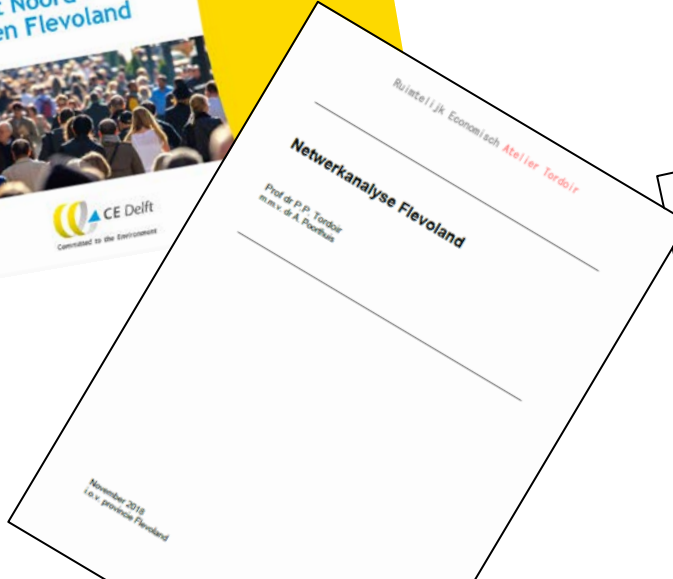 en Flevoland
CE Delft
Committed to the Environment
Ruimtelijk Economisch Atelier Tordoir
Netwerkanalyse Flevoland
Prof dr P.P. Tordoir
m.m.v. dr A. Poorthuis
November 2018
i.o.v. provincie Flevoland